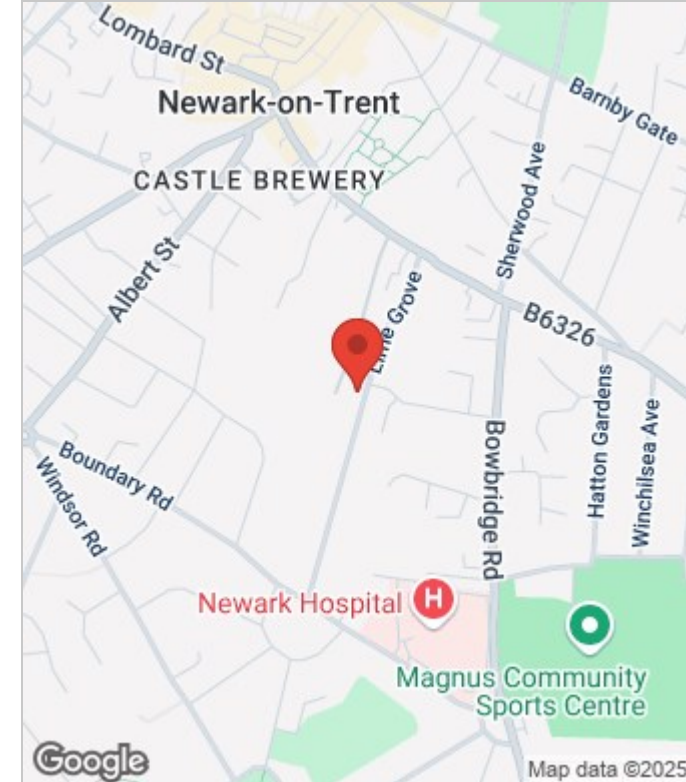 Lombard St
Newark-on-Trent
Barnby Gate
CASTLE BREWERY
Sherwood Ave
Albert St
B6326
Lime Grove
Hatton Gardens
Winchilsea Ave
Bowbridge Rd
Boundary Rd
Windsor Rd
Newark Hospital
H
Magnus Community
Sports Centre
Google
Map data ©2025